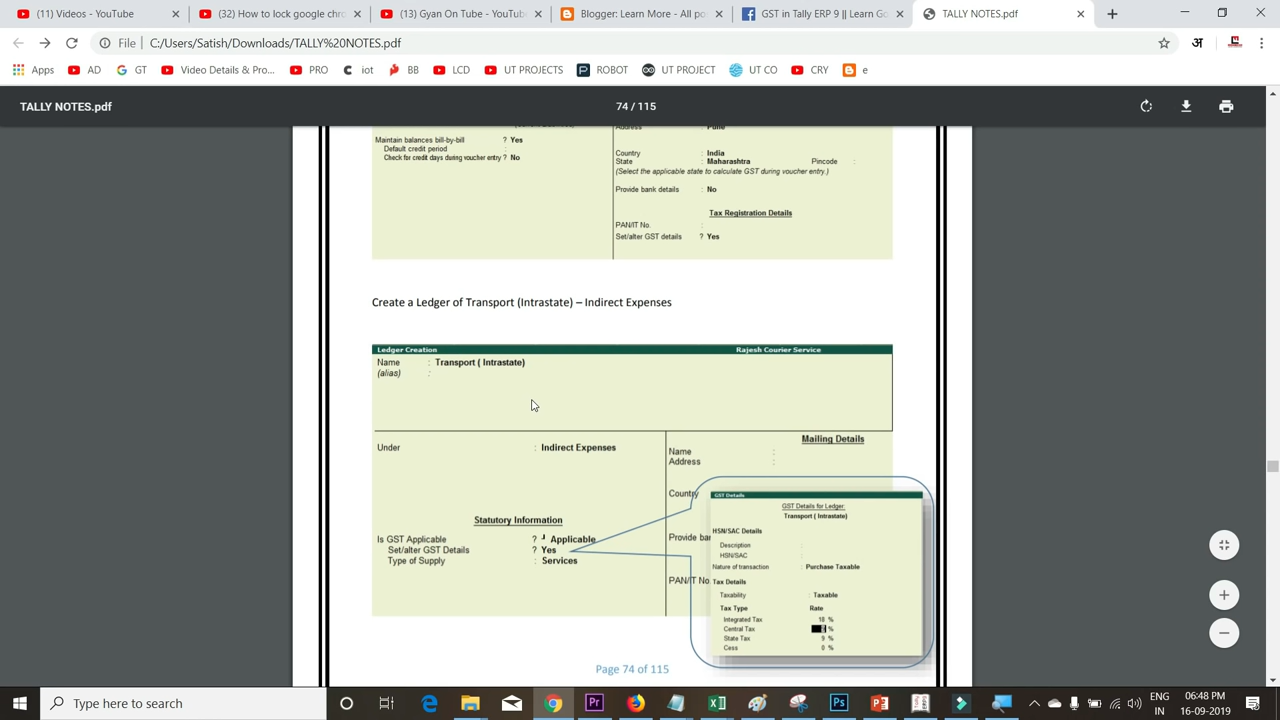 (11) Videos - YouTube
(32) How to lock google chro
(13) Gyan On Tube - YouTube
Blogger: Learn More - All po
GST in Tally ERP 9 || Learn Go
TALLY NOTES.pdf
File
C:/Users/Satish/Downloads/TALLY%20NOTES.pdf
अ
Apps
AD
GT
Video Details & Pro...
PRO
iot
BB
LCD
UT PROJECTS
ROBOT
UT PROJECT
UT CO
CRY
e
TALLY NOTES.pdf
74 / 115
Address : Pune
Maintain balances bill-by-bill ? Yes
Default credit period :
Check for credit days during voucher entry ? No
Country : India
State : Maharashtra Pincode :
(Select the applicable state to calculate GST during voucher entry.)
Provide bank details : No
Tax Registration Details
PAN/IT No. :
Set/alter GST details ? Yes
Create a Ledger of Transport (Intrastate) – Indirect Expenses
Ledger Creation Rajesh Courier Service
Name : Transport ( Intrastate)
(alias) :
Under : Indirect Expenses
Mailing Details
Name :
Address :
Country
Provide ban
PAN/IT No.
Statutory Information
Is GST Applicable ? Applicable
Set/alter GST Details ? Yes
Type of Supply : Services
GST Details
GST Details for Ledger:
Transport ( Intrastate)
HSN/SAC Details
Description :
HSN/SAC :
Nature of transaction : Purchase Taxable
Tax Details
Taxability : Taxable
Tax Type Rate
Integrated Tax 18 %
Central Tax %
State Tax 9 %
Cess 0 %
Page 74 of 115
Type here to search
Pr
Ps
ENG
IN
06:48 PM
16-09-2019